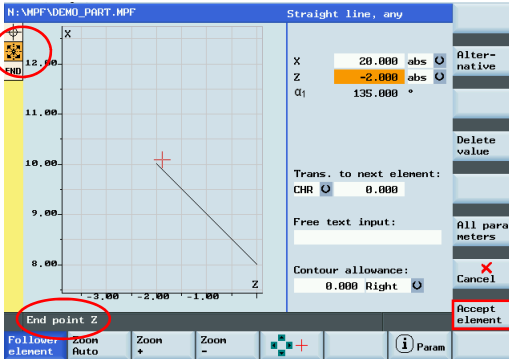 N:\MPF\DEMO_PART.MPF
Straight line, any
X
END
12.00
11.00
10.00
9.00
8.00
-3.00 -2.00 -1.00
Z
X 20.000 abs
Z -2.000 abs
α1 135.000 °
Trans. to next element:
CHR 0.000
Free text input:
Contour allowance:
0.000 Right
Alter-
native
Delete
value
All para
meters
Cancel
Accept
element
End point Z
Follower
element
Zoom
Auto
Zoom
+
Zoom
-
i Param